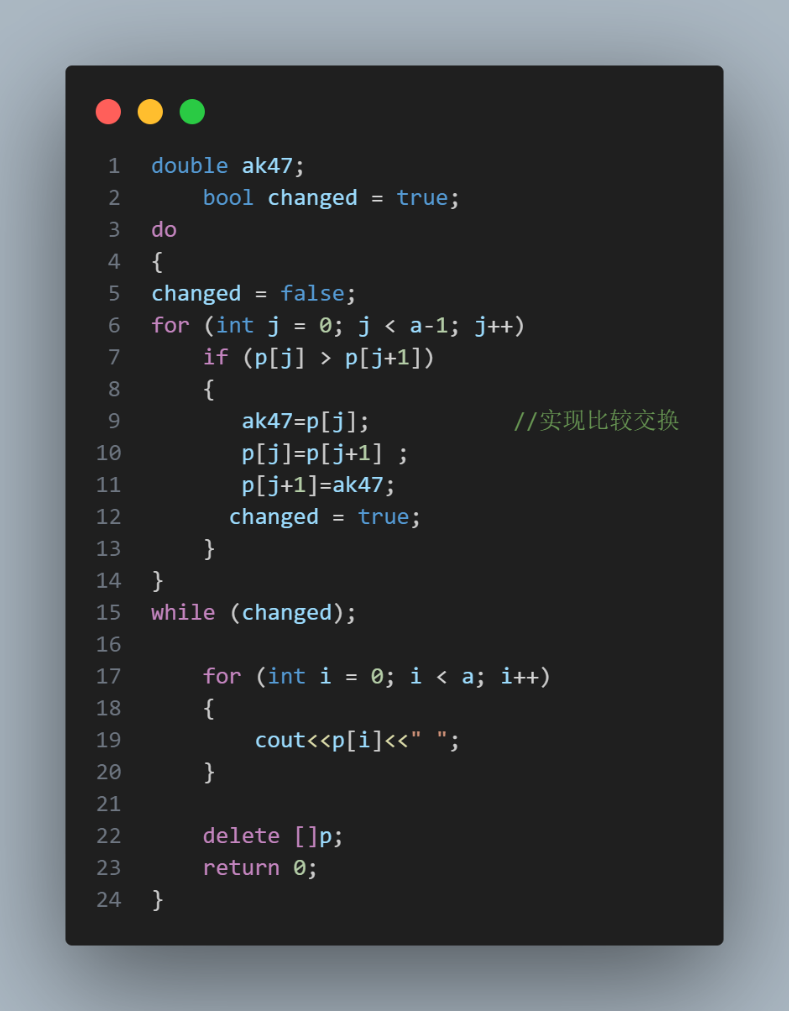 1 double ak47;
2     bool changed = true;
3 do
4 {
5 changed = false;
6 for (int j = 0; j < a-1; j++)
7     if (p[j] > p[j+1])
8     {
9        ak47=p[j];           //实现比较交换
10        p[j]=p[j+1] ;
11        p[j+1]=ak47;
12       changed = true;
13     }
14 }
15 while (changed);
16
17     for (int i = 0; i < a; i++)
18     {
19         cout<<p[i]<<" ";
20     }
21
22     delete []p;
23     return 0;
24 }